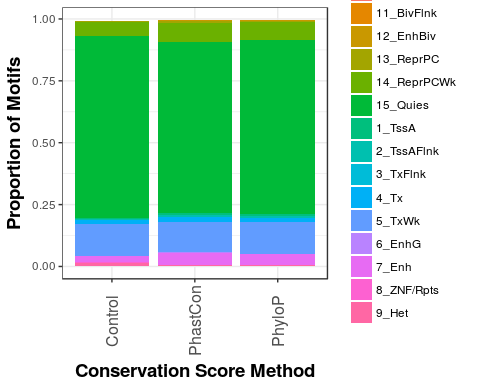 1.00
0.75
0.50
0.25
0.00
Proportion of Motifs
Control
PhastCon
PhyloP
Conservation Score Method
11_BivFlnk
12_EnhBiv
13_ReprPC
14_ReprPCWk
15_Quies
1_TssA
2_TssAFlnk
3_TxFlnk
4_Tx
5_TxWk
6_EnhG
7_Enh
8_ZNF/Rpts
9_Het